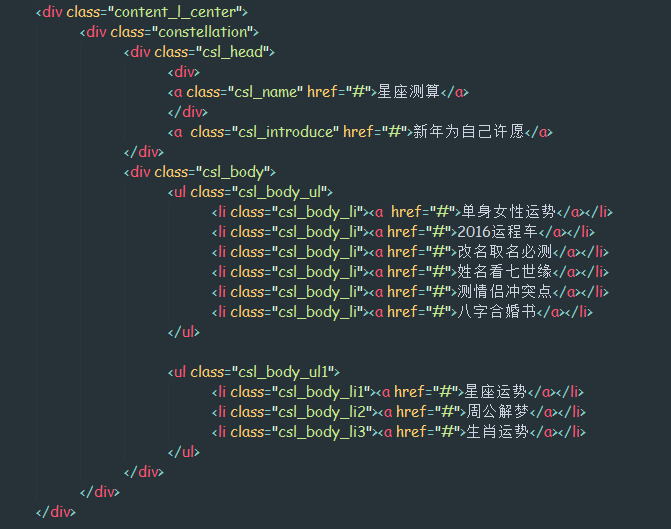 <div class="content_l_center">
<div class="constellation">
<div class="csl_head">
<div>
<a class="csl_name" href="#">星座测算</a>
</div>
<a  class="csl_introduce" href="#">新年为自己许愿</a>
</div>
<div class="csl_body">
<ul class="csl_body_ul">
<li class="csl_body_li"><a  href="#">单身女性运势</a></li>
<li class="csl_body_li"><a href="#">2016运程车</a></li>
<li class="csl_body_li"><a href="#">改名取名必测</a></li>
<li class="csl_body_li"><a href="#">姓名看七世缘</a></li>
<li class="csl_body_li"><a href="#">测情侣冲突点</a></li>
<li class="csl_body_li"><a href="#">八字合婚书</a></li>
</ul>
<ul class="csl_body_ul1">
<li class="csl_body_li1"><a href="#">星座运势</a></li>
<li class="csl_body_li2"><a href="#">周公解梦</a></li>
<li class="csl_body_li3"><a href="#">生肖运势</a></li>
</ul>
</div>
</div>
</div>